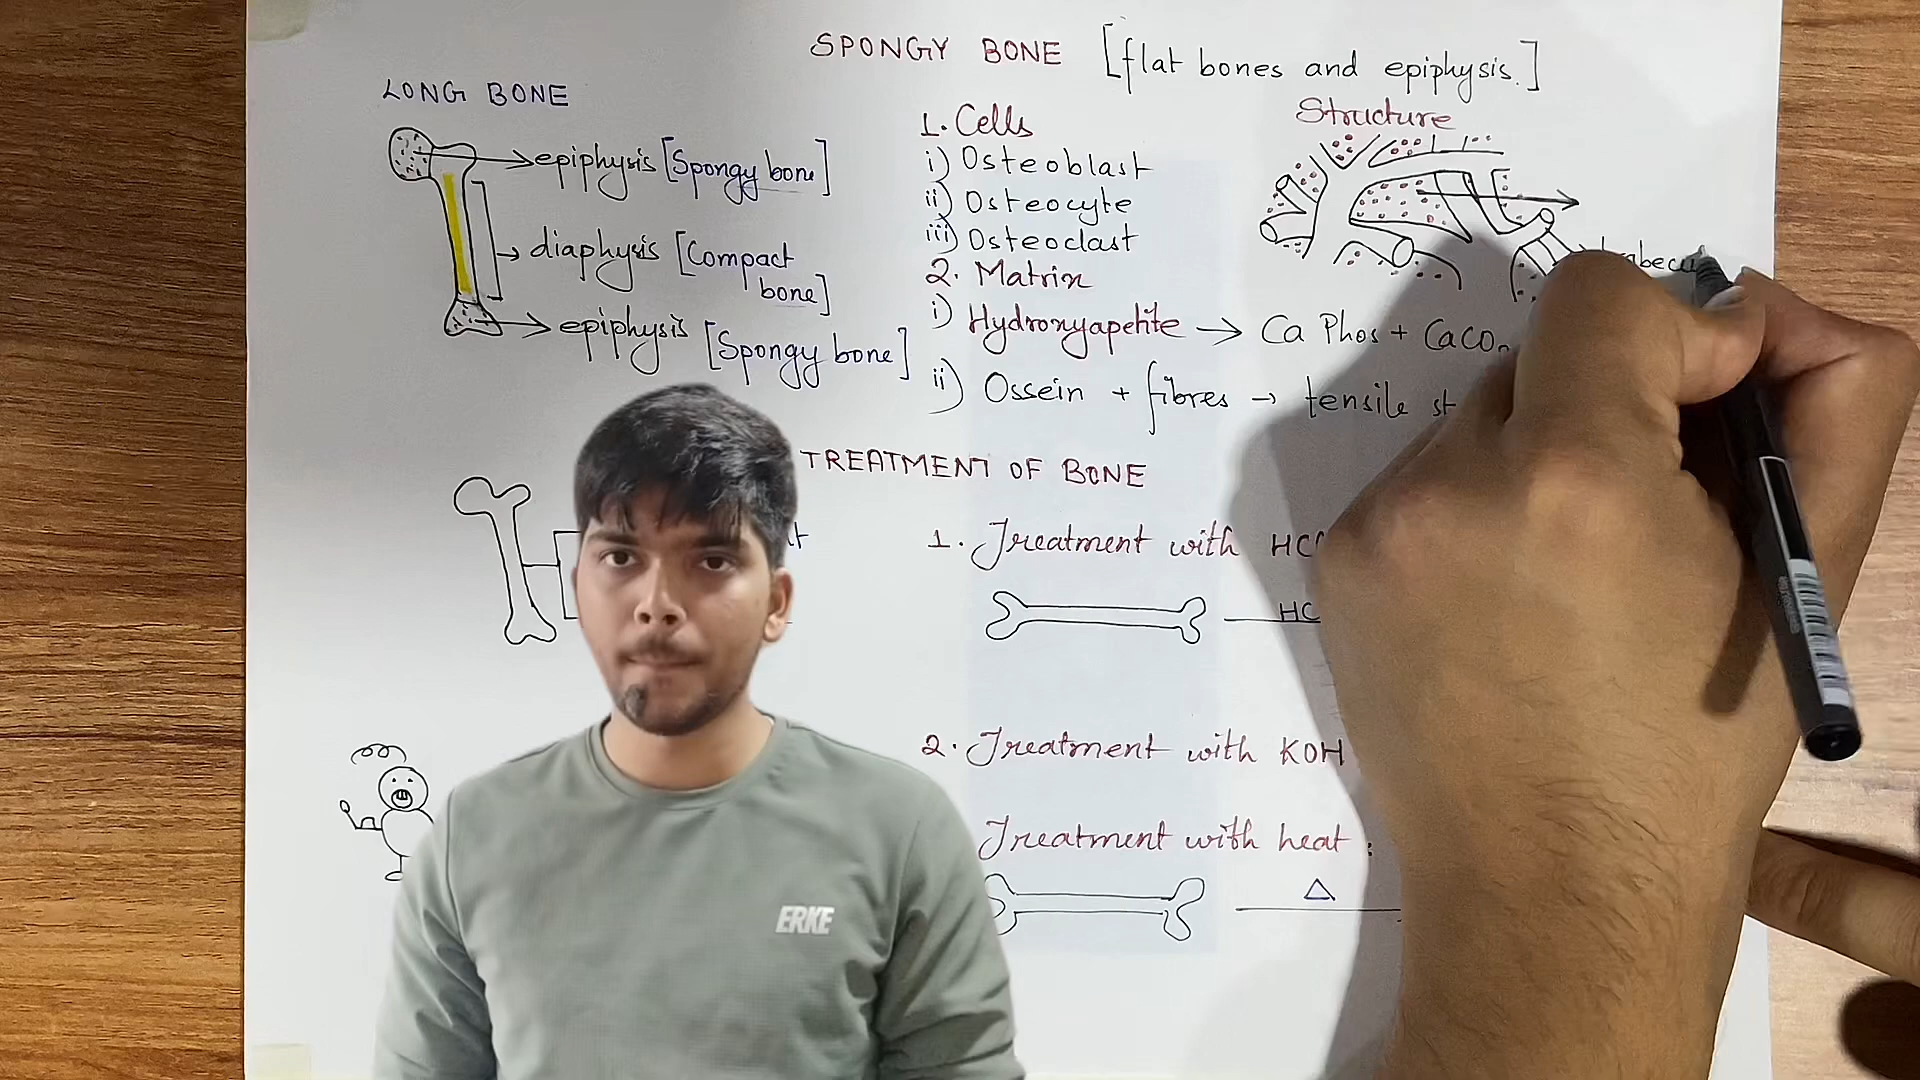 SPONGY BONE [flat bones and epiphysis.]
LONG BONE
epiphysis [Spongy bone]
diaphysis [Compact
bone]
epiphysis [Spongy bone]
1. Cells
i) Osteoblast
ii) Osteocyte
iii) Osteoclast
2. Matrix
i) Hydroxyapetite → Ca Phos + CaCO
ii) Ossein + fibres → tensile st
Structure
TREATMENT OF BONE
1. Treatment with HC
HC
2. Treatment with KOH
Treatment with heat :
Δ
ERKE